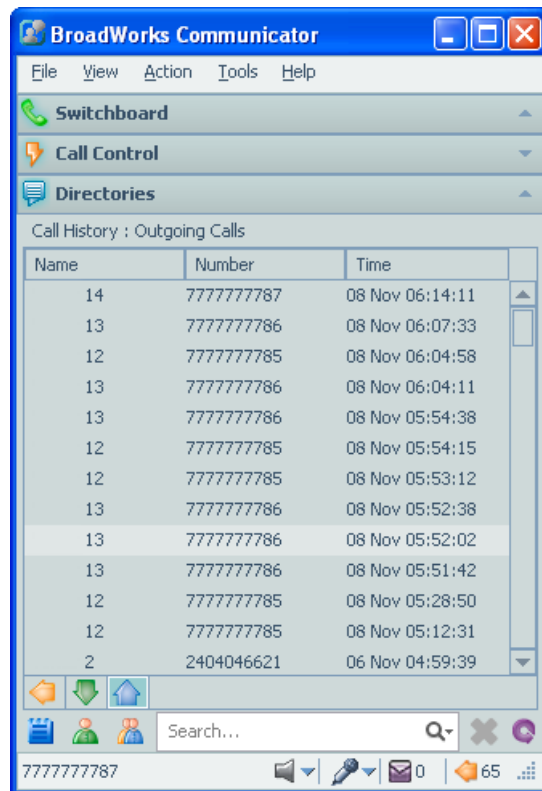 BroadWorks Communicator
File View Action Tools Help
Switchboard
Call Control
Directories
Call History : Outgoing Calls
Name Number Time
14 7777777787 08 Nov 06:14:11
13 7777777786 08 Nov 06:07:33
12 7777777785 08 Nov 06:04:58
13 7777777786 08 Nov 06:04:11
13 7777777786 08 Nov 05:54:38
12 7777777785 08 Nov 05:54:15
12 7777777785 08 Nov 05:53:12
13 7777777786 08 Nov 05:52:38
13 7777777786 08 Nov 05:52:02
13 7777777786 08 Nov 05:51:42
12 7777777785 08 Nov 05:28:50
12 7777777785 08 Nov 05:12:31
2 2404046621 06 Nov 04:59:39
Search...
7777777787 0 65